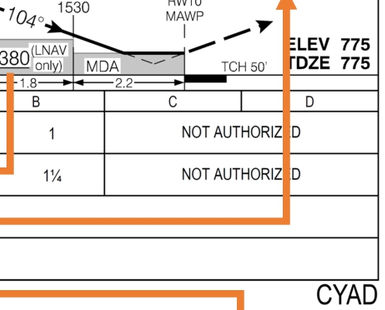 1530
RW10
MAWP
104°
ELEV 775
TDZE 775
380 (LNAV only)
MDA
TCH 50'
1.8
2.2
B C D
1 NOT AUTHORIZED
1¼ NOT AUTHORIZED
CYAD